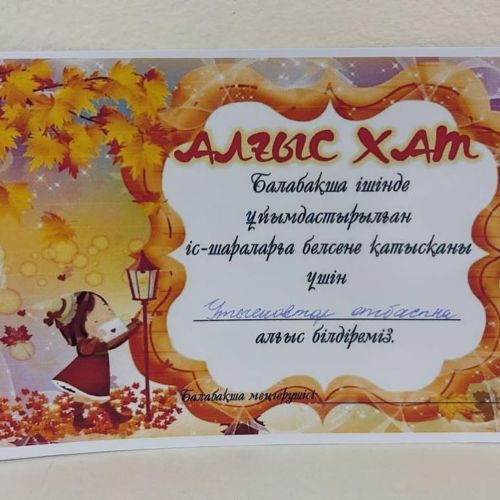 АЛҒЫС ХАТ
Балабақша ішінде
ұйымдастырылған
іс-шараларға белсене қатысқаны
үшін
отбасына
алғыс білдіреміз.
Балабақша меңгерушісі: